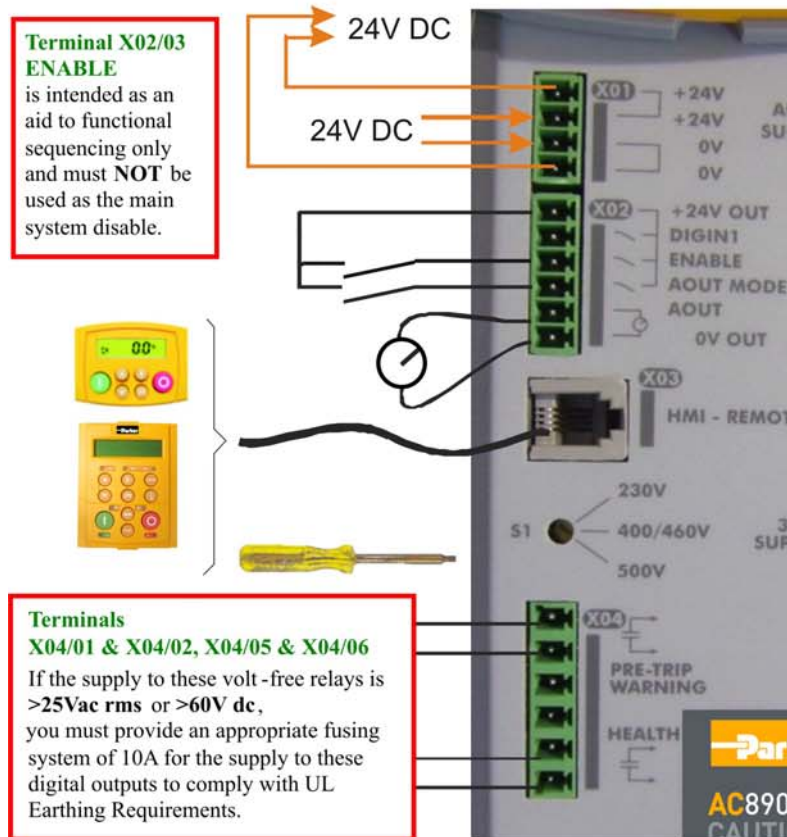 Terminal X02/03
ENABLE
is intended as an
aid to functional
sequencing only
and must NOT be
used as the main
system disable.
24V DC
24V DC
X01
+24V
+24V
0V
0V
X02
+24V OUT
DIGIN1
ENABLE
AOUT MODE
AOUT
0V OUT
00
Parker
X03
HMI - REMOT
S1
230V
400/460V
500V
Terminals
X04/01 & X04/02, X04/05 & X04/06
If the supply to these volt -free relays is
>25Vac rms or >60V dc,
you must provide an appropriate fusing
system of 10A for the supply to these
digital outputs to comply with UL
Earthing Requirements.
X04
PRE-TRIP
WARNING
HEALTH
Par
AC890
CAUTI